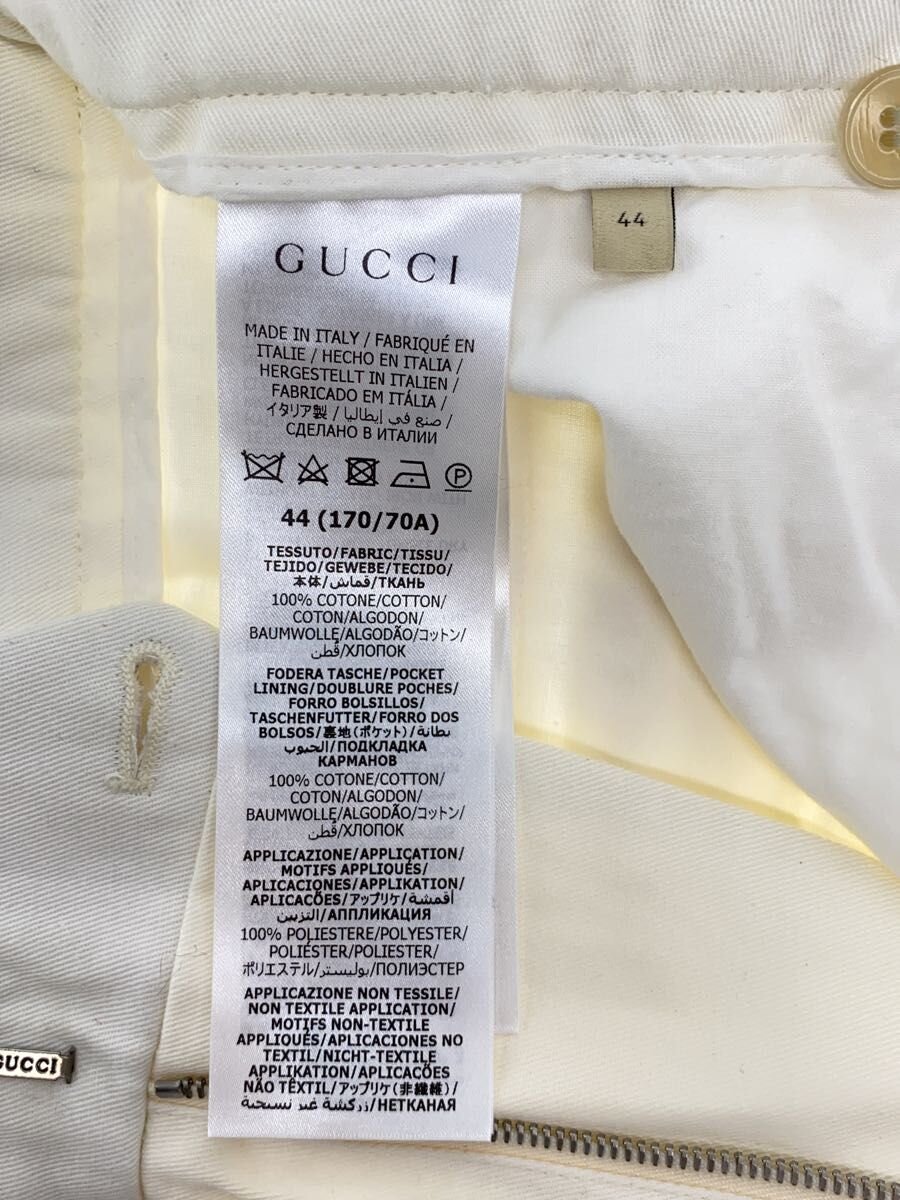 GUCCI
44
MADE IN ITALY / FABRIQUÉ EN
ITALIE / HECHO EN ITALIA /
HERGESTELLT IN ITALIEN /
FABRICADO EM ITÁLIA /
イタリア製 / صنع في إيطاليا /
СДЕЛАНО В ИТАЛИИ
P
44 (170/70A)
TESSUTO/FABRIC/TISSU/
TEJIDO/GEWEBE/TECIDO/
本体/قماش/ТКАНЬ
100% COTONE/COTTON/
COTON/ALGODON/
BAUMWOLLE/ALGODÃO/コットン/
قطن/ХЛОПОК
FODERA TASCHE/POCKET
LINING/DOUBLURE POCHES/
FORRO BOLSILLOS/
TASCHENFUTTER/FORRO DOS
BOLSOS/裏地(ポケット)/بطانة
الجيوب/ПОДКЛАДКА
КАРМАНОВ
100% COTONE/COTTON/
COTON/ALGODON/
BAUMWOLLE/ALGODÃO/コットン/
قطن/ХЛОПОК
APPLICAZIONE/APPLICATION/
MOTIFS APPLIQUÉS/
APLICACIONES/APPLIKATION/
APLICAÇÕES/アップリケ/أقمشة
التزيين/АППЛИКАЦИЯ
100% POLIESTERE/POLYESTER/
POLIÉSTER/POLIESTER/
ポリエステル/بوليستر/ПОЛИЭСТЕР
APPLICAZIONE NON TESSILE/
NON TEXTILE APPLICATION/
MOTIFS NON-TEXTILE
APPLIQUÉS/APLICACIONES NO
TEXTIL/NICHT-TEXTILE
APPLIKATION/APLICAÇÕES
NÃO TÊXTIL/アップリケ(非繊維)/
زركشة غير نسيجية/НЕТКАНАЯ
GUCCI